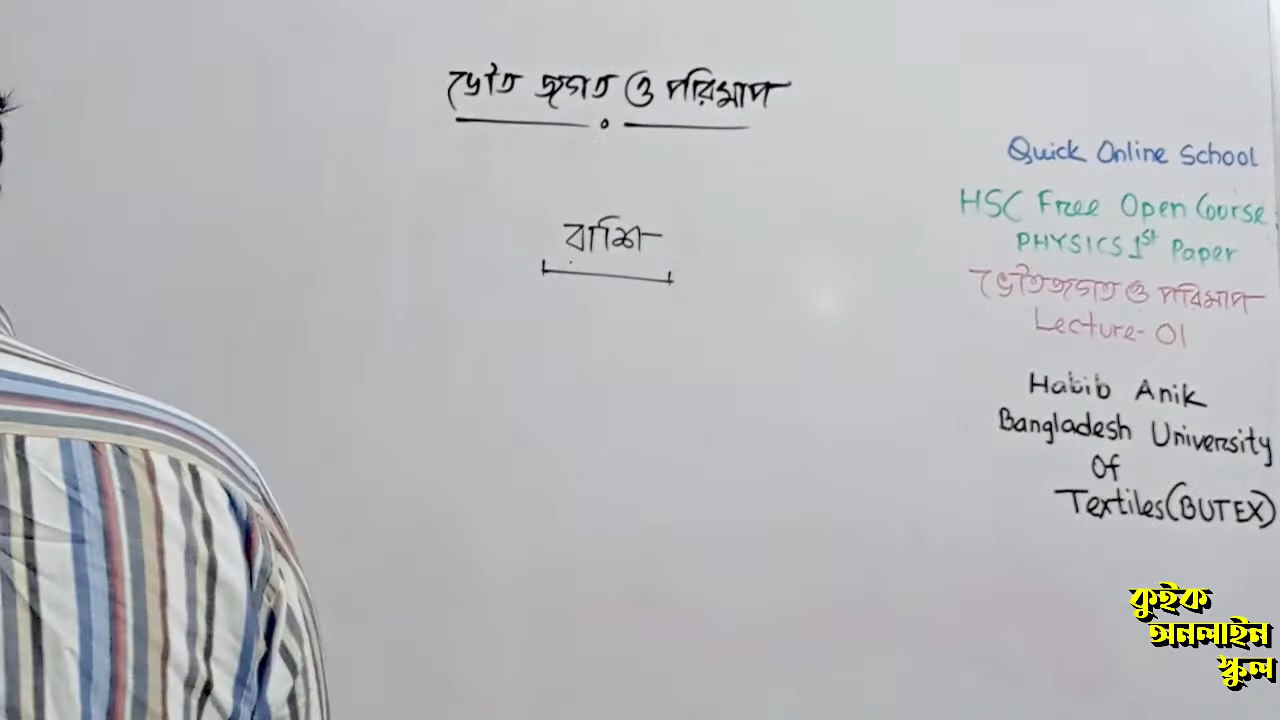 ভৌত জগত ও পরিমাপ
রাশি
Quick Online School
HSC Free Open Course
PHYSICS 1st Paper
ভৌতজগত ও পরিমাপ
Lecture-01
Habib Anik
Bangladesh University
Of
Textiles(BUTEX)
কুইক
অনলাইন
স্কুল